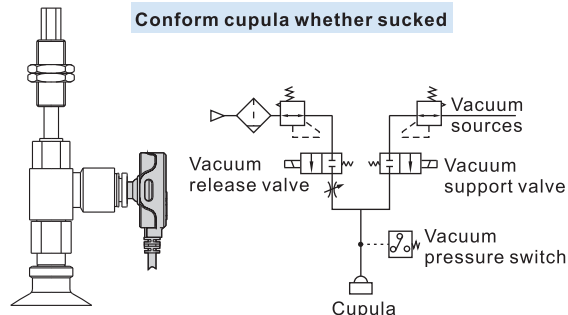 Conform cupula whether sucked
Vacuum
sources
Vacuum
release valve
Vacuum
support valve
Vacuum
pressure switch
Cupula